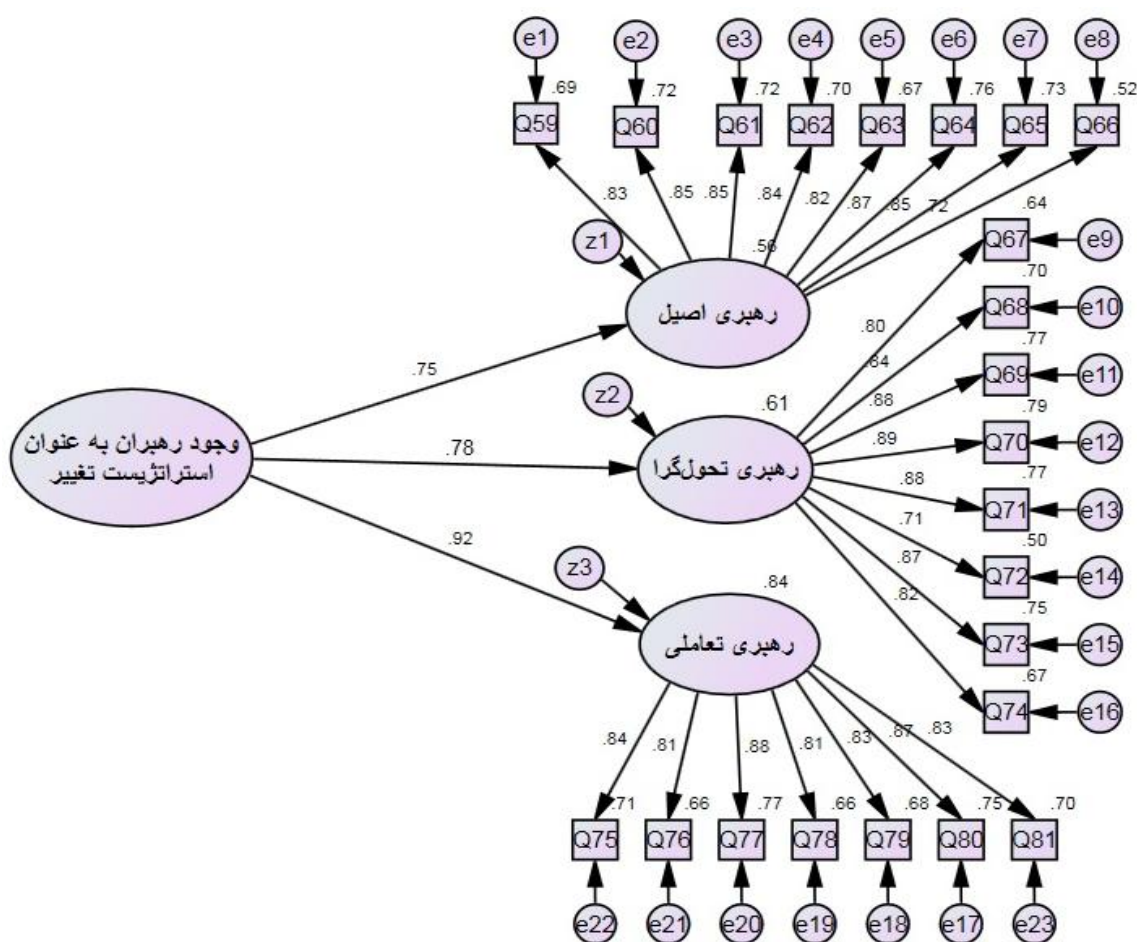 e1 e2 e3 e4 e5 e6 e7 e8
.69 .72 .72 .70 .67 .76 .73 .52
Q59 Q60 Q61 Q62 Q63 Q64 Q65 Q66
.83 .85 .85 .84 .82 .87 .85 .72
z1
.56
رهبری اصیل
.64
Q67 e9
.70
Q68 e10
.77
Q69 e11
.79
Q70 e12
.77
Q71 e13
.50
Q72 e14
.75
Q73 e15
.67
Q74 e16
.80
.84
.88
.89
.88
.71
.87
.82
.75
.78
.92
z2
.61
رهبری تحول‌گرا
وجود رهبران به عنوان
استراتژیست تغییر
z3
.84
رهبری تعاملی
.84 .81 .88 .81 .83 .87 .83
.71 .66 .77 .66 .68 .75 .70
Q75 Q76 Q77 Q78 Q79 Q80 Q81
e22 e21 e20 e19 e18 e17 e23